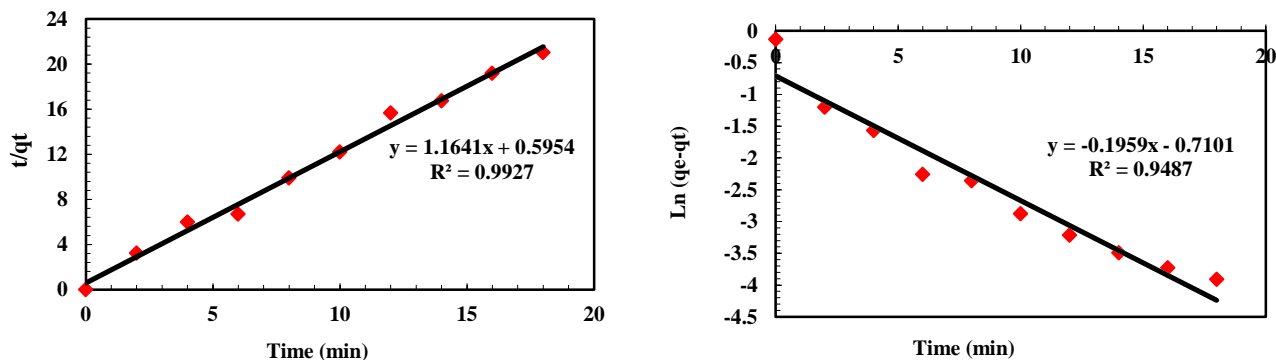 24
20
16
12
8
4
0
t/qt
y = 1.1641x + 0.5954
R² = 0.9927
0 5 10 15 20
Time (min)
0
-0.5
-1
-1.5
-2
-2.5
-3
-3.5
-4
-4.5
Ln (qe-qt)
0 5 10 15 20
y = -0.1959x - 0.7101
R² = 0.9487
Time (min)